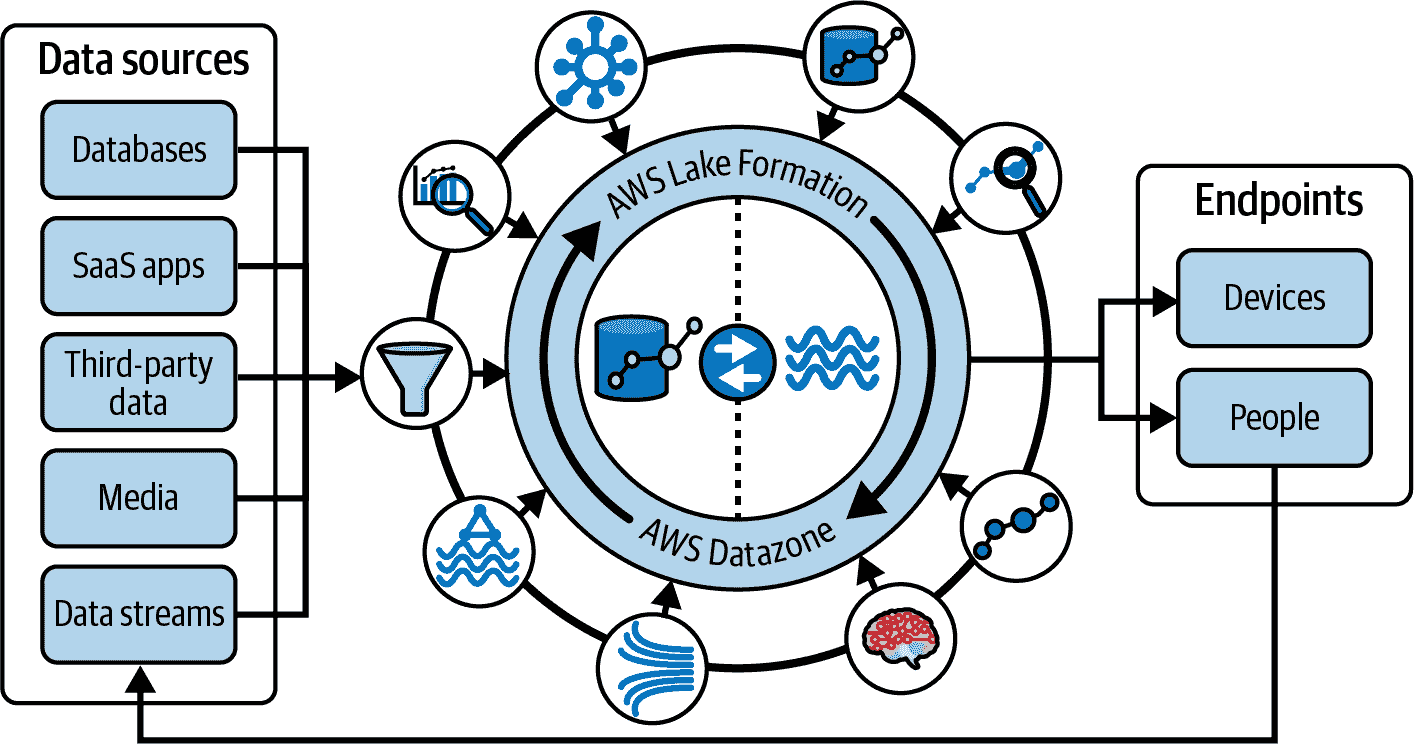 Data sources
Databases
SaaS apps
Third-party
data
Media
Data streams
AWS Lake Formation
AWS Datazone
Endpoints
Devices
People